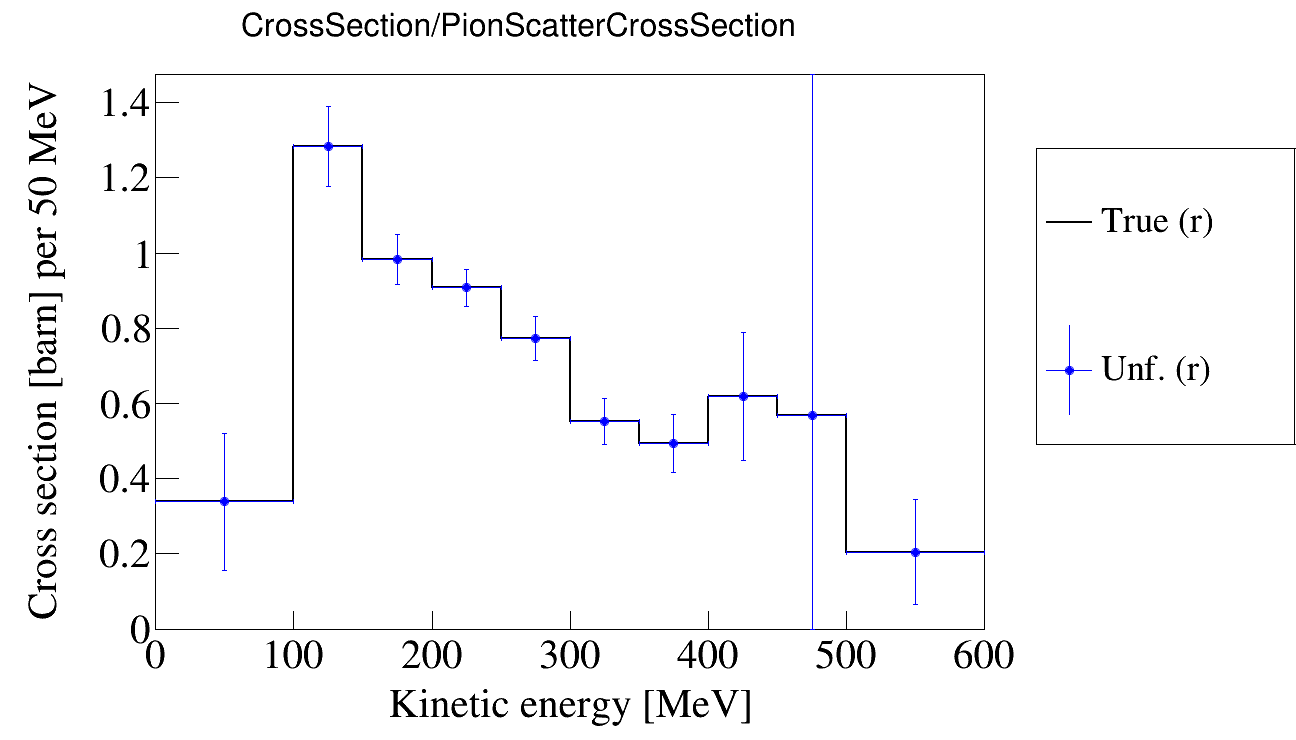 CrossSection/PionScatterCrossSection
Cross section [barn] per 50 MeV
1.4
1.2
1
0.8
0.6
0.4
0.2
0
0 100 200 300 400 500 600
Kinetic energy [MeV]
True (r)
Unf. (r)